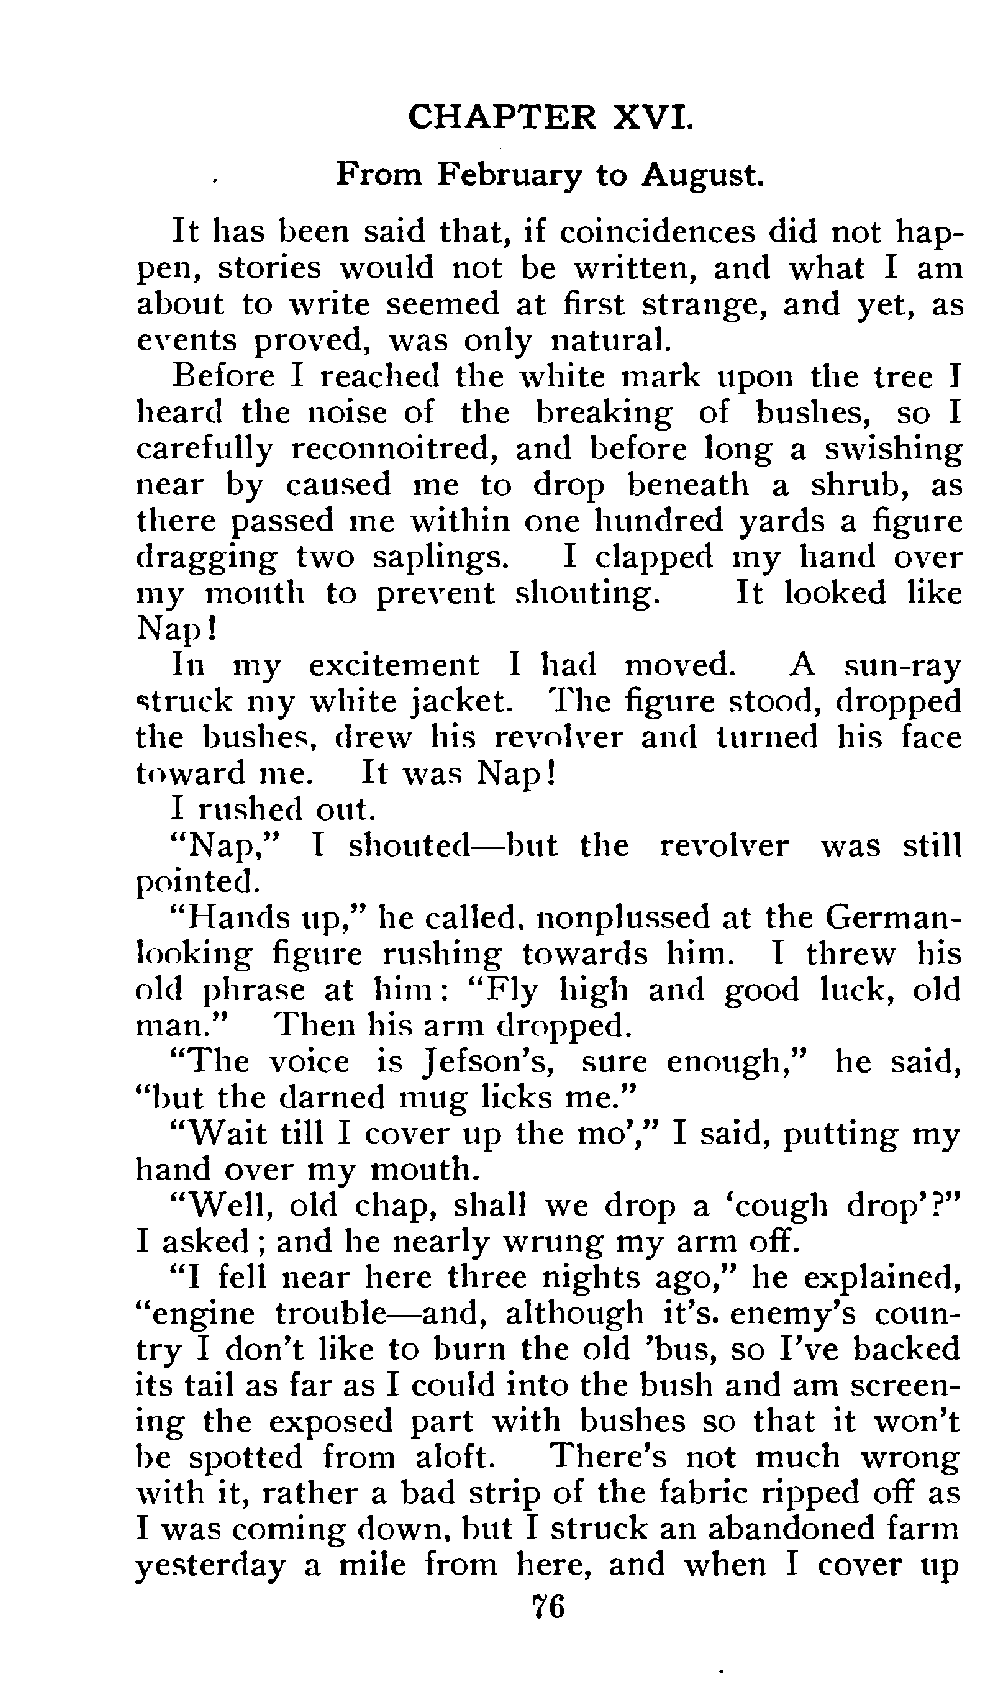 CHAPTER XVI.
From February to August.
It has been said that, if coincidences did not hap-
pen, stories would not be written, and what I am
about to write seemed at first strange, and yet, as
events proved, was only natural.
Before I reached the white mark upon the tree I
heard the noise of the breaking of bushes, so I
carefully reconnoitred, and before long a swishing
near by caused me to drop beneath a shrub, as
there passed me within one hundred yards a figure
dragging two saplings. I clapped my hand over
my mouth to prevent shouting. It looked like
Nap!
In my excitement I had moved. A sun-ray
struck my white jacket. The figure stood, dropped
the bushes, drew his revolver and turned his face
toward me. It was Nap!
I rushed out.
“Nap,” I shouted—but the revolver was still
pointed.
“Hands up,” he called, nonplussed at the German-
looking figure rushing towards him. I threw his
old phrase at him: “Fly high and good luck, old
man.” Then his arm dropped.
“The voice is Jefson’s, sure enough,” he said,
“but the darned mug licks me.”
“Wait till I cover up the mo’,” I said, putting my
hand over my mouth.
“Well, old chap, shall we drop a ‘cough drop’?”
I asked; and he nearly wrung my arm off.
“I fell near here three nights ago,” he explained,
“engine trouble—and, although it’s. enemy’s coun-
try I don’t like to burn the old ’bus, so I’ve backed
its tail as far as I could into the bush and am screen-
ing the exposed part with bushes so that it won’t
be spotted from aloft. There’s not much wrong
with it, rather a bad strip of the fabric ripped off as
I was coming down, but I struck an abandoned farm
yesterday a mile from here, and when I cover up
76